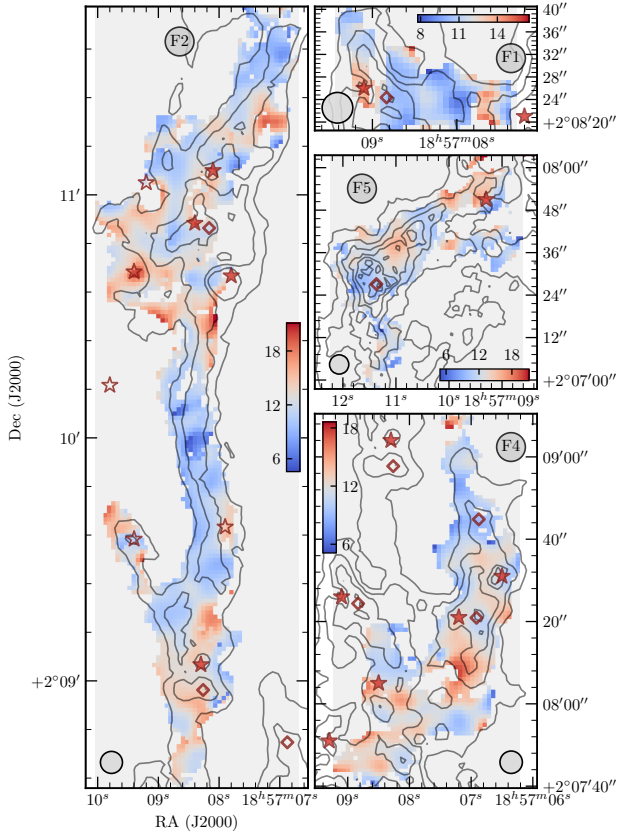 F2
11′
10′
+2°09′
Dec (J2000)
18
12
6
10ˢ
09ˢ
08ˢ
18ʰ57ᵐ07ˢ
RA (J2000)
8
11
14
F1
40″
36″
32″
28″
24″
+2°08′20″
09ˢ
18ʰ57ᵐ08ˢ
F5
08′00″
48″
36″
24″
12″
+2°07′00″
6
12
18
12ˢ
11ˢ
10ˢ
18ʰ57ᵐ09ˢ
18
12
6
F4
09′00″
40″
20″
08′00″
+2°07′40″
09ˢ
08ˢ
07ˢ
18ʰ57ᵐ06ˢ